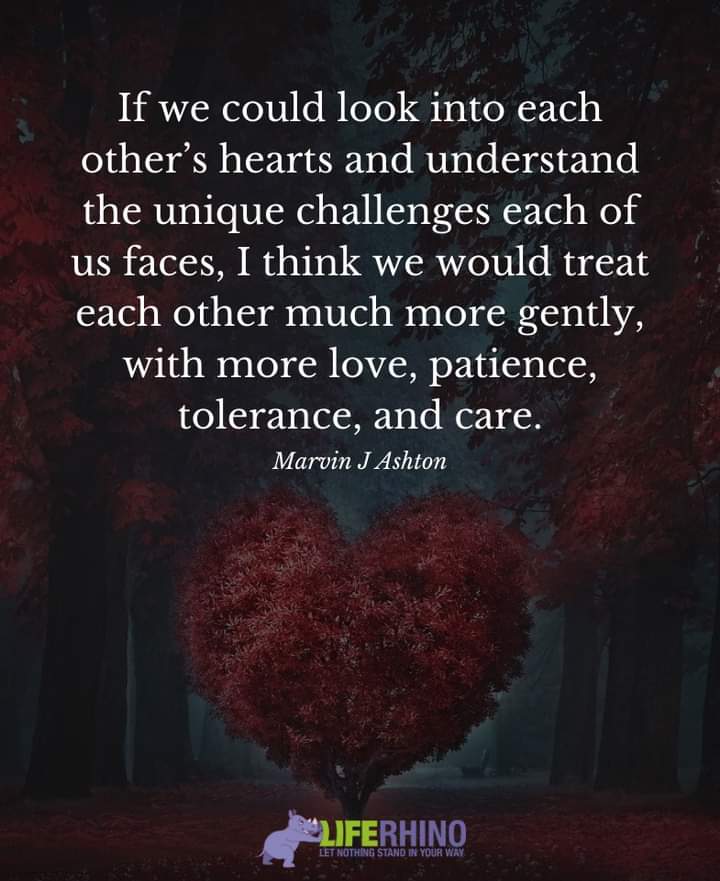 If we could look into each
other’s hearts and understand
the unique challenges each of
us faces, I think we would treat
each other much more gently,
with more love, patience,
tolerance, and care.
Marvin J Ashton
LIFERHINO
LET NOTHING STAND IN YOUR WAY